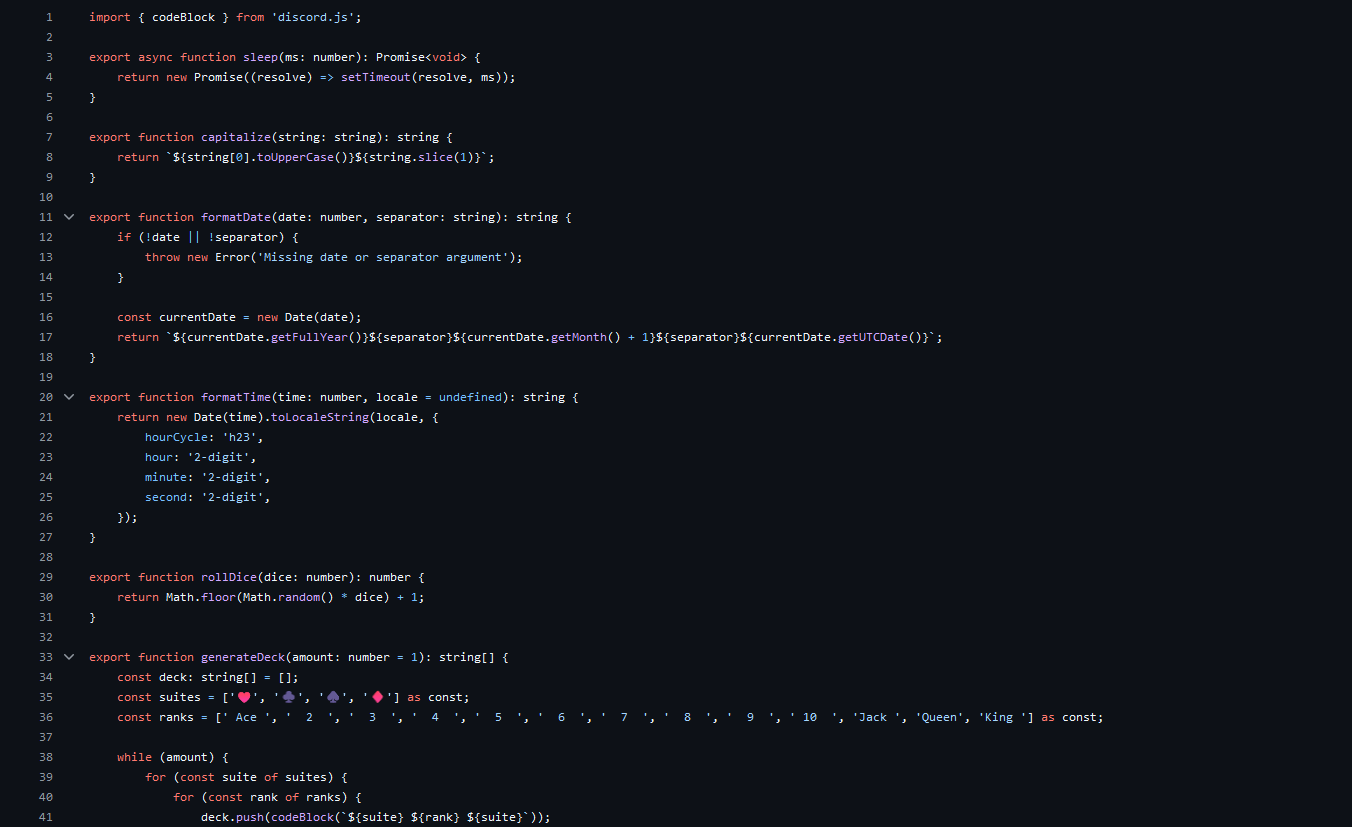 1 import { codeBlock } from 'discord.js';
2
3 export async function sleep(ms: number): Promise<void> {
4     return new Promise((resolve) => setTimeout(resolve, ms));
5 }
6
7 export function capitalize(string: string): string {
8     return `${string[0].toUpperCase()}${string.slice(1)}`;
9 }
10
11 export function formatDate(date: number, separator: string): string {
12     if (!date || !separator) {
13         throw new Error('Missing date or separator argument');
14     }
15
16     const currentDate = new Date(date);
17     return `${currentDate.getFullYear()}${separator}${currentDate.getMonth() + 1}${separator}${currentDate.getUTCDate()}`;
18 }
19
20 export function formatTime(time: number, locale = undefined): string {
21     return new Date(time).toLocaleString(locale, {
22         hourCycle: 'h23',
23         hour: '2-digit',
24         minute: '2-digit',
25         second: '2-digit',
26     });
27 }
28
29 export function rollDice(dice: number): number {
30     return Math.floor(Math.random() * dice) + 1;
31 }
32
33 export function generateDeck(amount: number = 1): string[] {
34     const deck: string[] = [];
35     const suites = ['♥', '♣', '♠', '♦'] as const;
36     const ranks = [' Ace ', '  2  ', '  3  ', '  4  ', '  5  ', '  6  ', '  7  ', '  8  ', '  9  ', ' 10  ', 'Jack ', 'Queen', 'King '] as const;
37
38     while (amount) {
39         for (const suite of suites) {
40             for (const rank of ranks) {
41                 deck.push(codeBlock(`${suite} ${rank} ${suite}`));